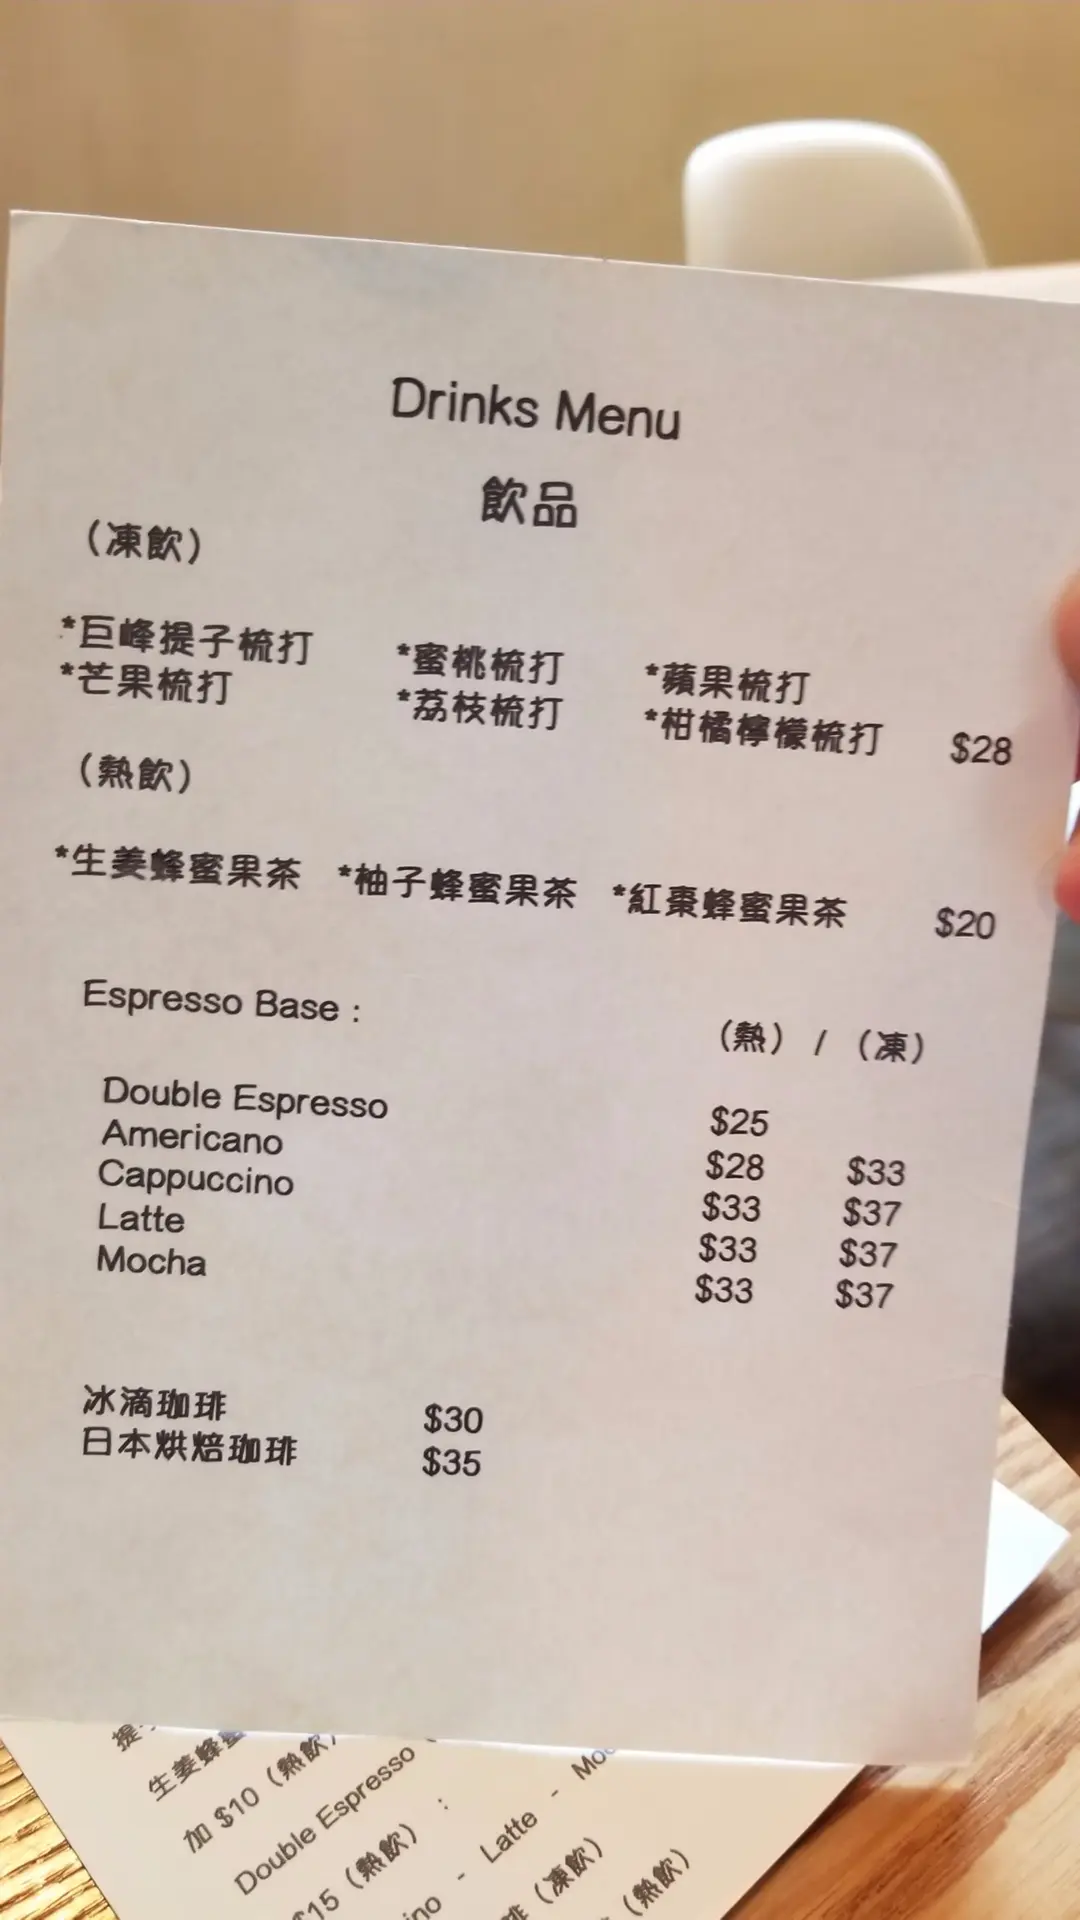 Drinks Menu
飲品
（凍飲）
*巨峰提子梳打 *蜜桃梳打 *蘋果梳打
*芒果梳打 *荔枝梳打 *柑橘檸檬梳打 $28
（熱飲）
*生姜蜂蜜果茶 *柚子蜂蜜果茶 *紅棗蜂蜜果茶 $20
Espresso Base :
（熱） / （凍）
Double Espresso $25
Americano $28 $33
Cappuccino $33 $37
Latte $33 $37
Mocha $33 $37
冰滴珈琲 $30
日本烘焙珈琲 $35
提
生姜蜂蜜
加 $10（熱飲）
Double Espresso
$15（熱飲） :
- Latte -
（凍飲）
（熱飲）